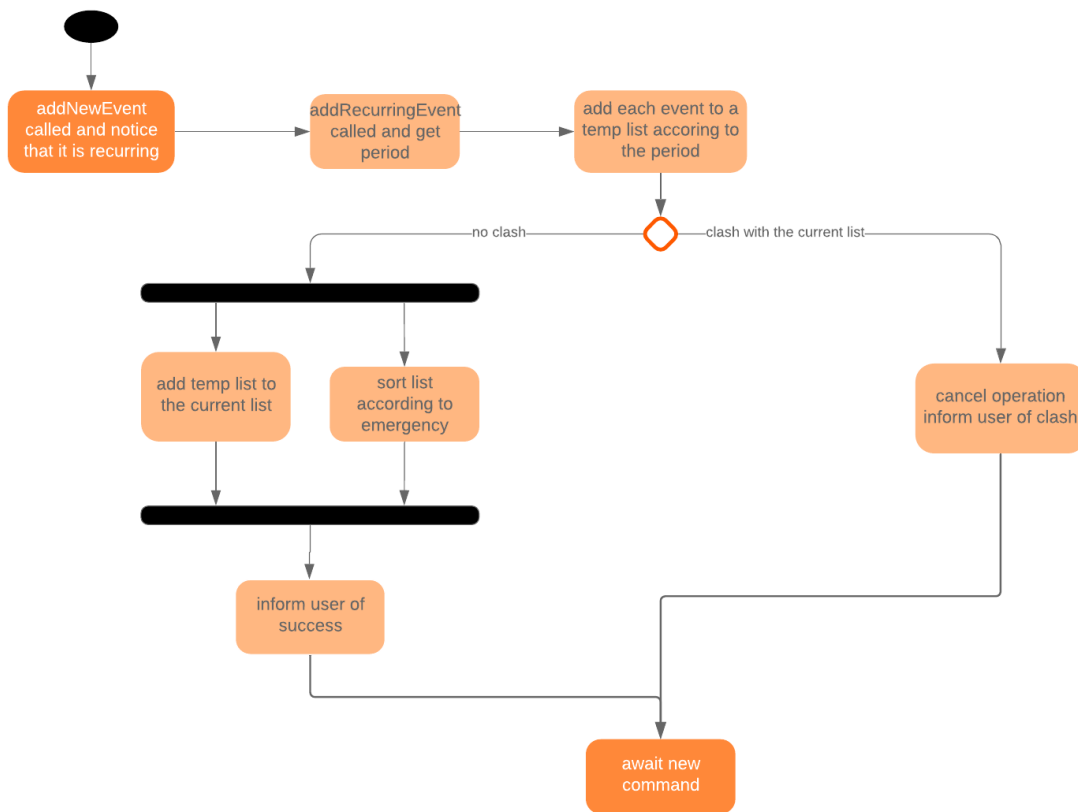 addNewEvent
called and notice
that it is recurring
addRecurringEvent
called and get
period
add each event to a
temp list accoring to
the period
no clash
clash with the current list
add temp list to
the current list
sort list
according to
emergency
cancel operation
inform user of clash
inform user of
success
await new
command